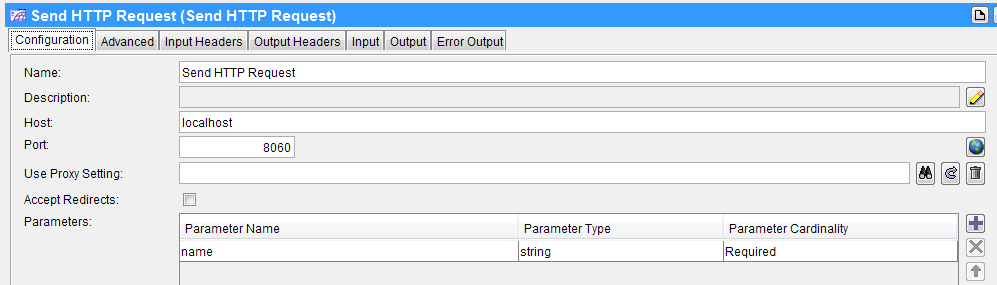 Send HTTP Request (Send HTTP Request)
Configuration Advanced Input Headers Output Headers Input Output Error Output
Name: Send HTTP Request
Description:
Host: localhost
Port: 8060
Use Proxy Setting:
Accept Redirects:
Parameters:
Parameter Name Parameter Type Parameter Cardinality
name string Required